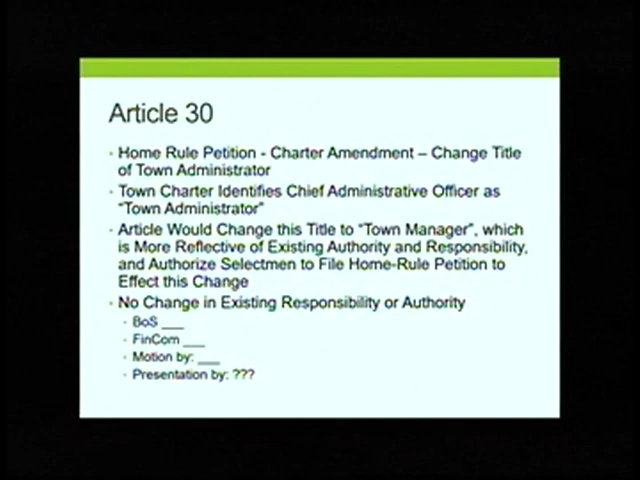 Article 30
· Home Rule Petition - Charter Amendment – Change Title
of Town Administrator
· Town Charter Identifies Chief Administrative Officer as
"Town Administrator"
· Article Would Change this Title to "Town Manager", which
is More Reflective of Existing Authority and Responsibility,
and Authorize Selectmen to File Home-Rule Petition to
Effect this Change
· No Change in Existing Responsibility or Authority
· BoS ___
· FinCom ___
· Motion by: ___
· Presentation by: ???